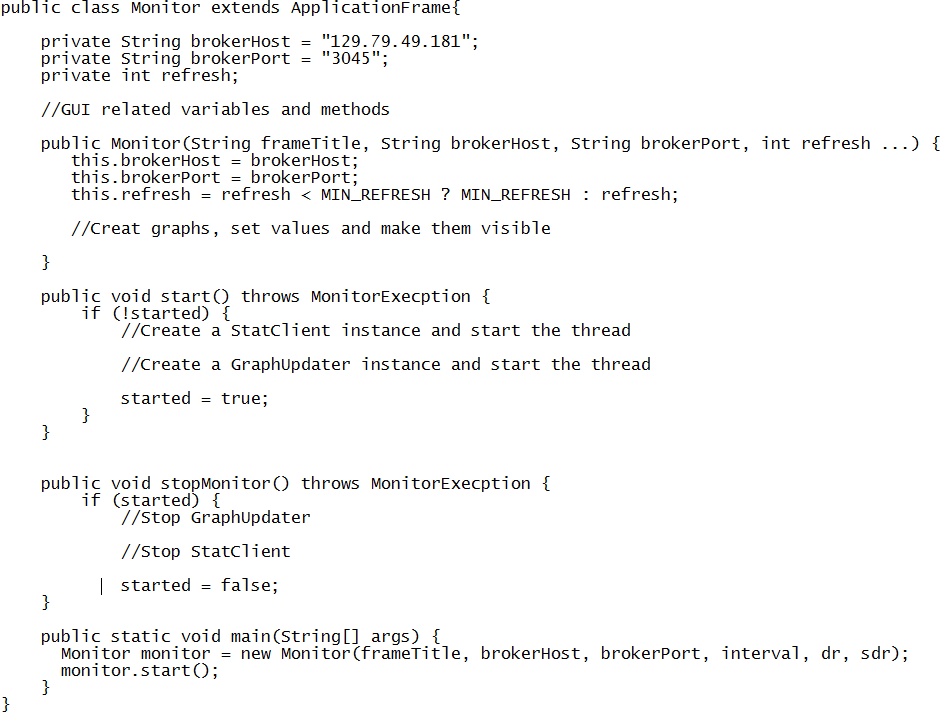 public class Monitor extends ApplicationFrame{
private String brokerHost = "129.79.49.181";
private String brokerPort = "3045";
private int refresh;
//GUI related variables and methods
public Monitor(String frameTitle, String brokerHost, String brokerPort, int refresh ...) {
this.brokerHost = brokerHost;
this.brokerPort = brokerPort;
this.refresh = refresh < MIN_REFRESH ? MIN_REFRESH : refresh;
//Creat graphs, set values and make them visible
}
public void start() throws MonitorExecption {
if (!started) {
//Create a StatClient instance and start the thread
//Create a GraphUpdater instance and start the thread
started = true;
}
}
public void stopMonitor() throws MonitorExecption {
if (started) {
//Stop GraphUpdater
//Stop StatClient
started = false;
}
public static void main(String[] args) {
Monitor monitor = new Monitor(frameTitle, brokerHost, brokerPort, interval, dr, sdr);
monitor.start();
}
}